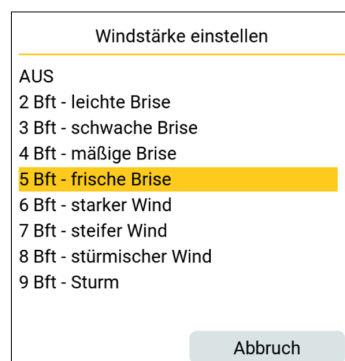 Windstärke einstellen
AUS
2 Bft - leichte Brise
3 Bft - schwache Brise
4 Bft - mäßige Brise
5 Bft - frische Brise
6 Bft - starker Wind
7 Bft - steifer Wind
8 Bft - stürmischer Wind
9 Bft - Sturm
Abbruch